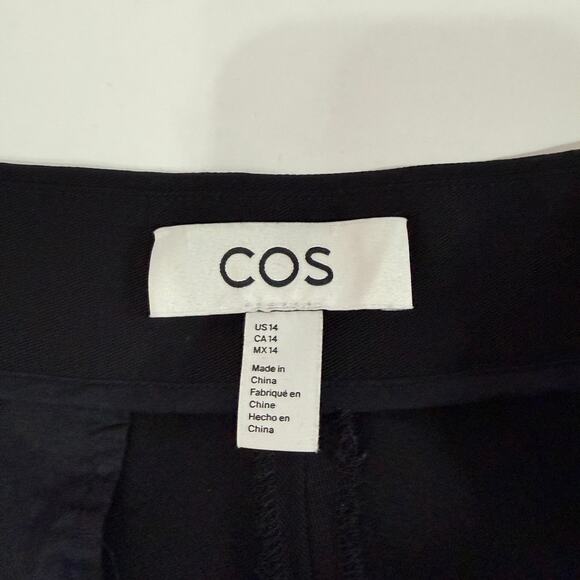 COS
US 14
CA 14
MX 14
Made in
China
Fabriqué en
Chine
Hecho en
China